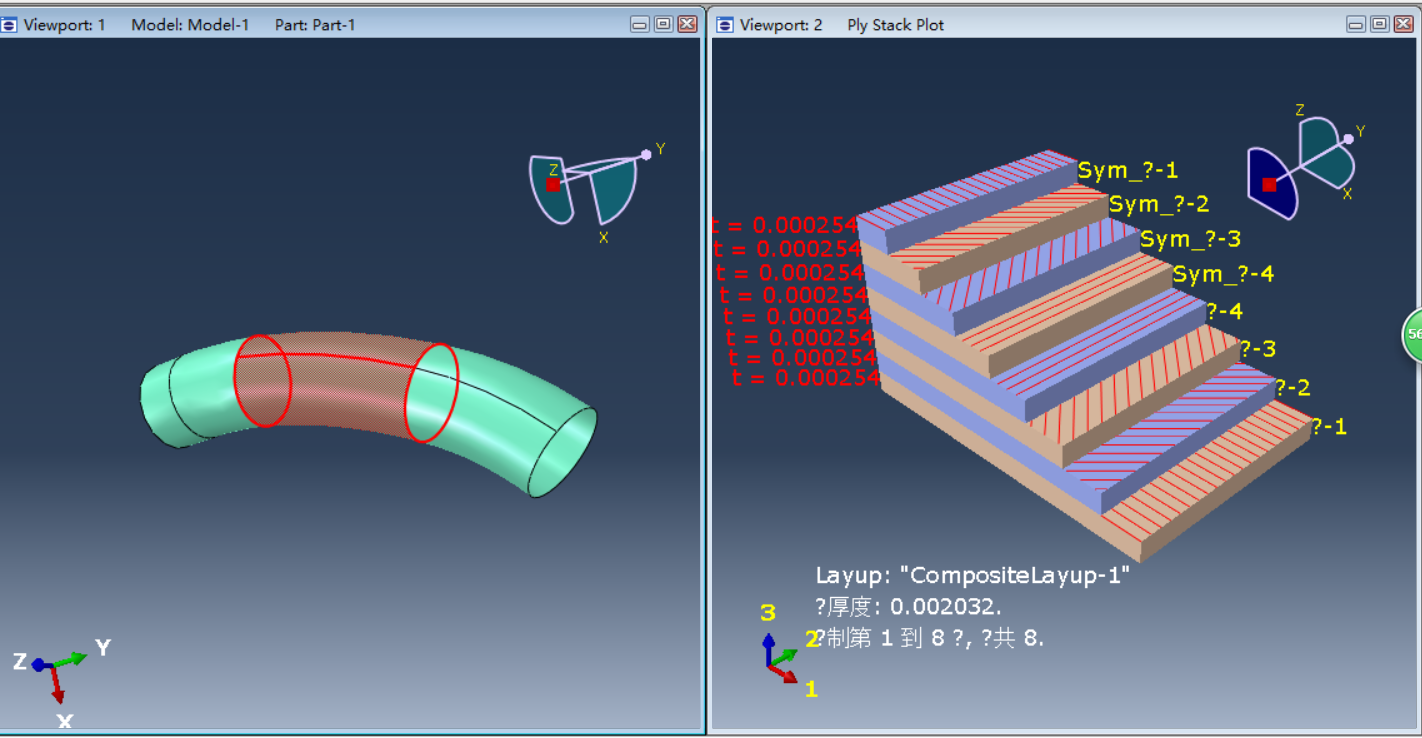 Viewport: 1 Model: Model-1 Part: Part-1
Viewport: 2 Ply Stack Plot
Z
Y
X
Z
Y
X
Sym_?-1
Sym_?-2
Sym_?-3
Sym_?-4
?-4
?-3
?-2
?-1
t = 0.000254
t = 0.000254
t = 0.000254
t = 0.000254
t = 0.000254
t = 0.000254
t = 0.000254
t = 0.000254
56
Layup: "CompositeLayup-1"
?厚度: 0.002032.
?制第 1 到 8 ?, ?共 8.
3
2
1
Z
Y
X